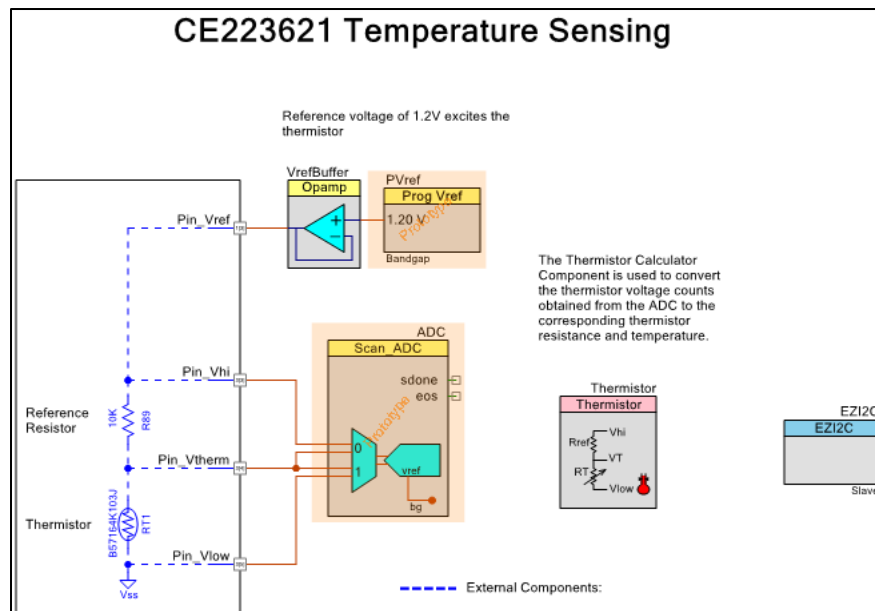 CE223621 Temperature Sensing
Reference voltage of 1.2V excites the
thermistor
VrefBuffer
Opamp
PVref
Prog Vref
1.20 V
Prototype
Bandgap
Pin_Vref
The Thermistor Calculator
Component is used to convert
the thermistor voltage counts
obtained from the ADC to the
corresponding thermistor
resistance and temperature.
ADC
Scan_ADC
sdone
eos
Prototype
0
1
vref
bg
Pin_Vhi
Reference
Resistor
10K
R89
Pin_Vtherm
Thermistor
B57164K103J
RT1
Pin_Vlow
Vss
Thermistor
Thermistor
Vhi
Rref
VT
RT
Vlow
EZI2C
EZI2C
Slave
External Components: